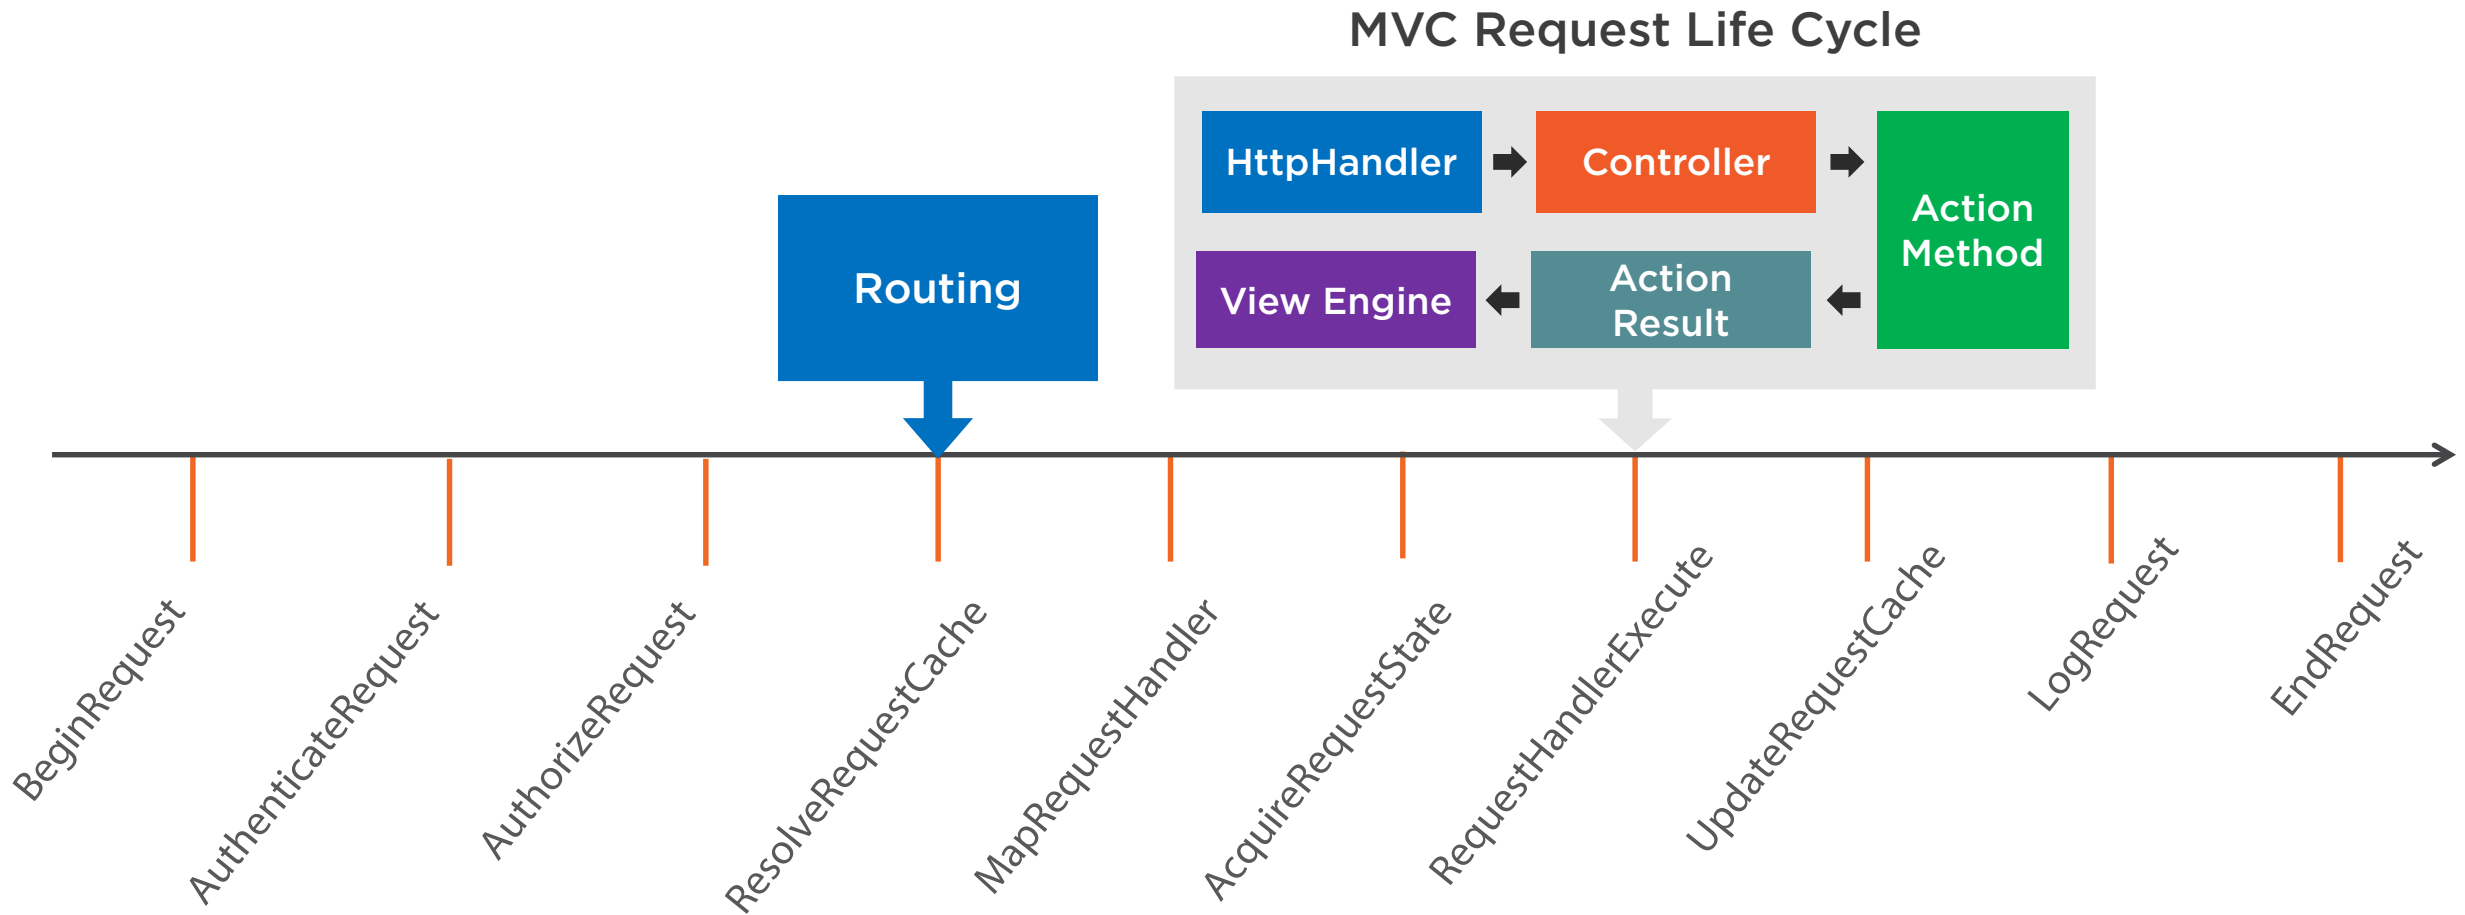 MVC Request Life Cycle
HttpHandler
Controller
Action
Method
Routing
View Engine
Action
Result
BeginRequest
AuthenticateRequest
AuthorizeRequest
ResolveRequestCache
MapRequestHandler
AcquireRequestState
RequestHandlerExecute
UpdateRequestCache
LogRequest
EndRequest